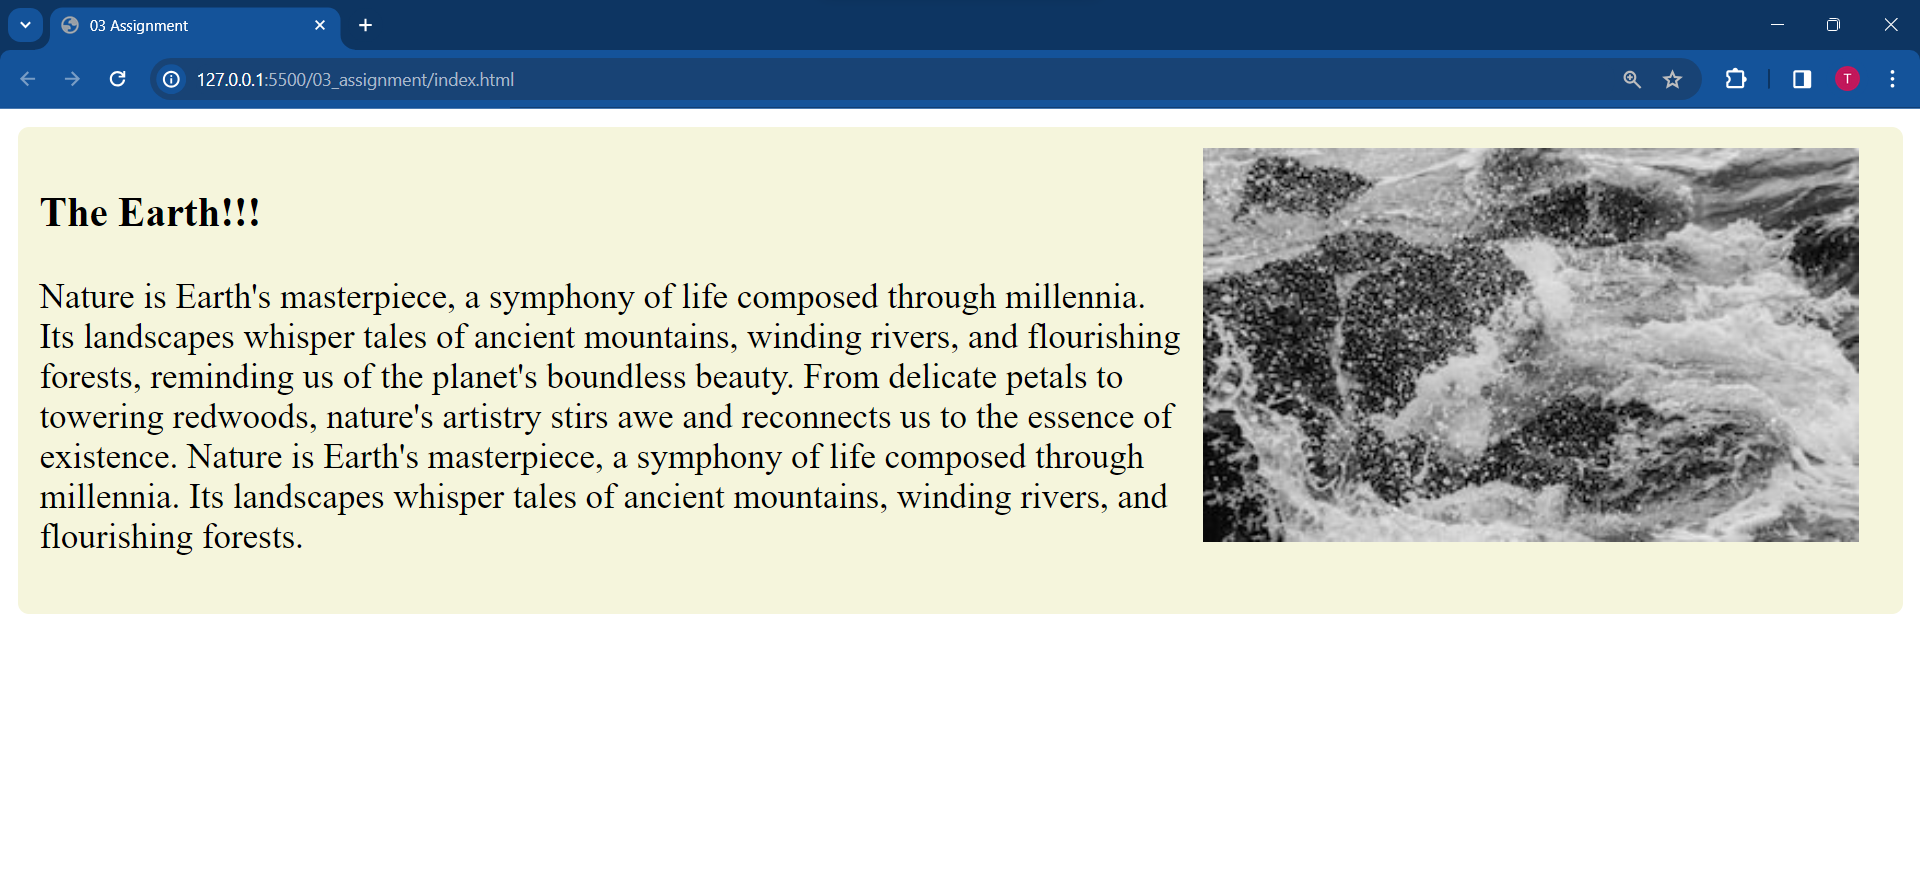 03 Assignment
127.0.0.1:5500/03_assignment/index.html
T
The Earth!!!
Nature is Earth's masterpiece, a symphony of life composed through millennia.
Its landscapes whisper tales of ancient mountains, winding rivers, and flourishing
forests, reminding us of the planet's boundless beauty. From delicate petals to
towering redwoods, nature's artistry stirs awe and reconnects us to the essence of
existence. Nature is Earth's masterpiece, a symphony of life composed through
millennia. Its landscapes whisper tales of ancient mountains, winding rivers, and
flourishing forests.